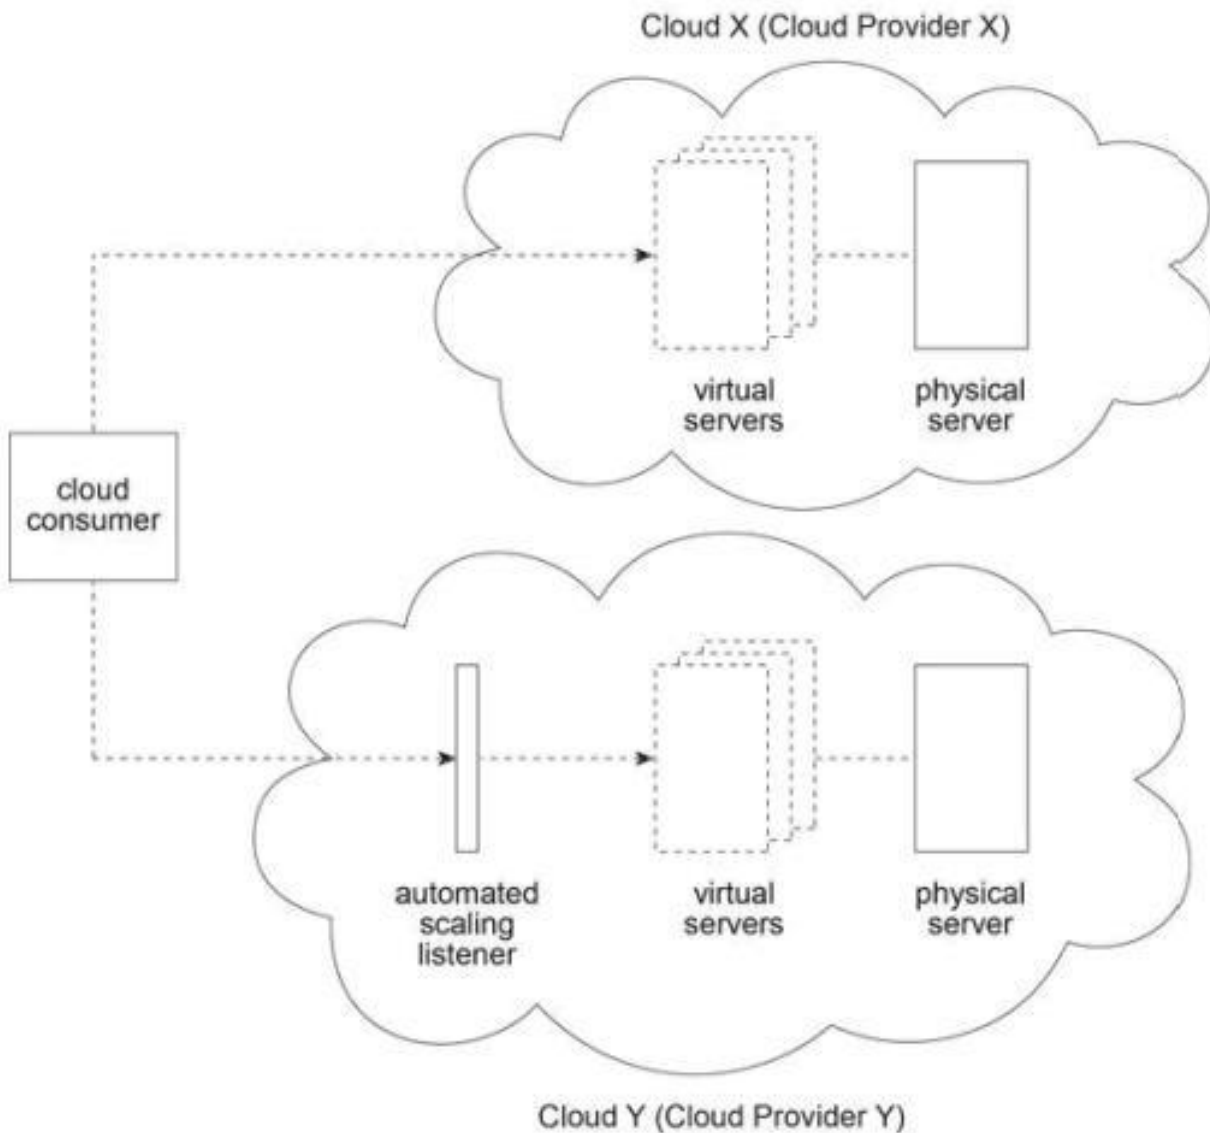 Cloud X (Cloud Provider X)
virtual
servers
physical
server
cloud
consumer
automated
scaling
listener
virtual
servers
physical
server
Cloud Y (Cloud Provider Y)